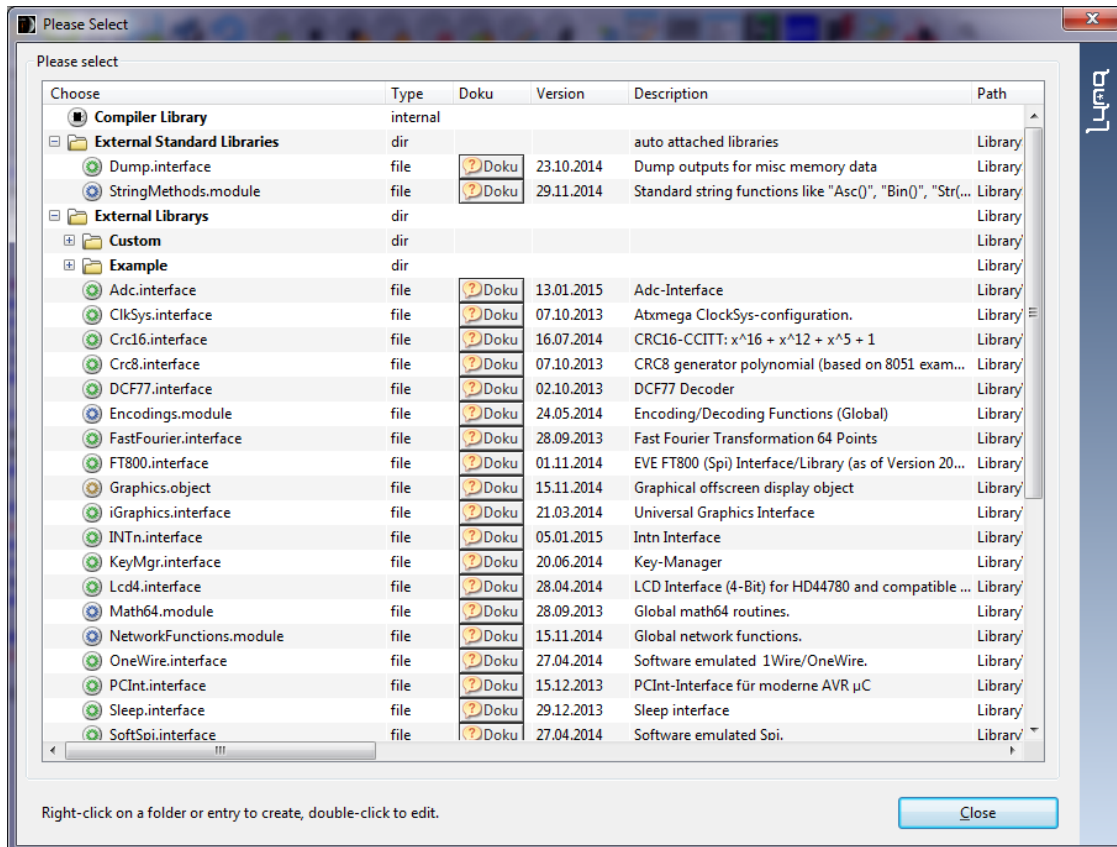 Please Select
Please select
Choose Type Doku Version Description Path
Compiler Library internal
External Standard Libraries dir auto attached libraries Library
Dump.interface file ?Doku 23.10.2014 Dump outputs for misc memory data Library
StringMethods.module file ?Doku 29.11.2014 Standard string functions like "Asc()", "Bin()", "Str(... Library
External Librarys dir Library
Custom dir Library'
Example dir Library'
Adc.interface file ?Doku 13.01.2015 Adc-Interface Library'
ClkSys.interface file ?Doku 07.10.2013 Atxmega ClockSys-configuration. Library'
Crc16.interface file ?Doku 16.07.2014 CRC16-CCITT: x^16 + x^12 + x^5 + 1 Library'
Crc8.interface file ?Doku 07.10.2013 CRC8 generator polynomial (based on 8051 exam... Library'
DCF77.interface file ?Doku 02.10.2013 DCF77 Decoder Library'
Encodings.module file ?Doku 24.05.2014 Encoding/Decoding Functions (Global) Library'
FastFourier.interface file ?Doku 28.09.2013 Fast Fourier Transformation 64 Points Library'
FT800.interface file ?Doku 01.11.2014 EVE FT800 (Spi) Interface/Library (as of Version 20... Library'
Graphics.object file ?Doku 15.11.2014 Graphical offscreen display object Library'
iGraphics.interface file ?Doku 21.03.2014 Universal Graphics Interface Library'
INTn.interface file ?Doku 05.01.2015 Intn Interface Library'
KeyMgr.interface file ?Doku 20.06.2014 Key-Manager Library'
Lcd4.interface file ?Doku 28.04.2014 LCD Interface (4-Bit) for HD44780 and compatible ... Library'
Math64.module file ?Doku 28.09.2013 Global math64 routines. Library'
NetworkFunctions.module file ?Doku 15.11.2014 Global network functions. Library'
OneWire.interface file ?Doku 27.04.2014 Software emulated 1Wire/OneWire. Library'
PCInt.interface file ?Doku 15.12.2013 PCInt-Interface für moderne AVR µC Library'
Sleep.interface file ?Doku 29.12.2013 Sleep interface Library'
SoftSpi.interface file ?Doku 27.04.2014 Software emulated Spi. Library'
Right-click on a folder or entry to create, double-click to edit.
Close